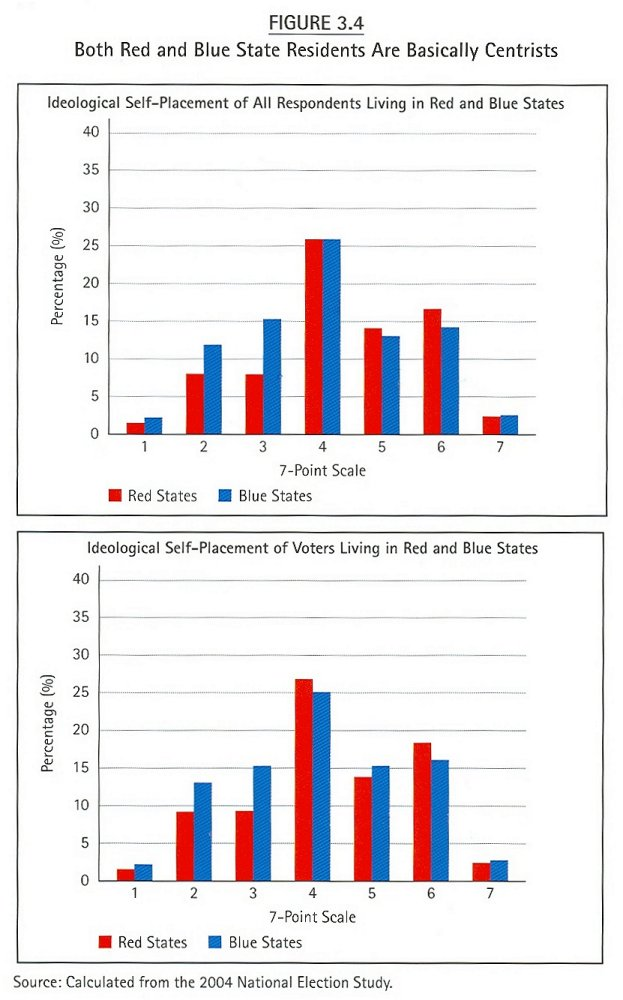 FIGURE 3.4
Both Red and Blue State Residents Are Basically Centrists
Ideological Self-Placement of All Respondents Living in Red and Blue States
40
35
30
25
20
15
10
5
0
Percentage (%)
1 2 3 4 5 6 7
7-Point Scale
Red States Blue States
Ideological Self-Placement of Voters Living in Red and Blue States
40
35
30
25
20
15
10
5
0
Percentage (%)
1 2 3 4 5 6 7
7-Point Scale
Red States Blue States
Source: Calculated from the 2004 National Election Study.